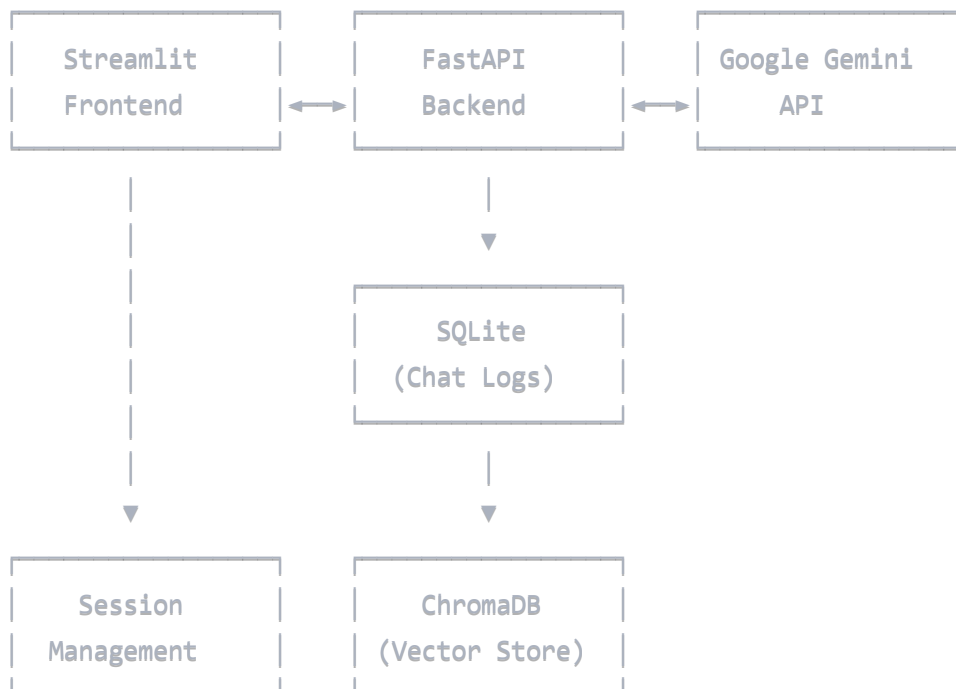 Streamlit
Frontend
FastAPI
Backend
Google Gemini
API
SQLite
(Chat Logs)
Session
Management
ChromaDB
(Vector Store)